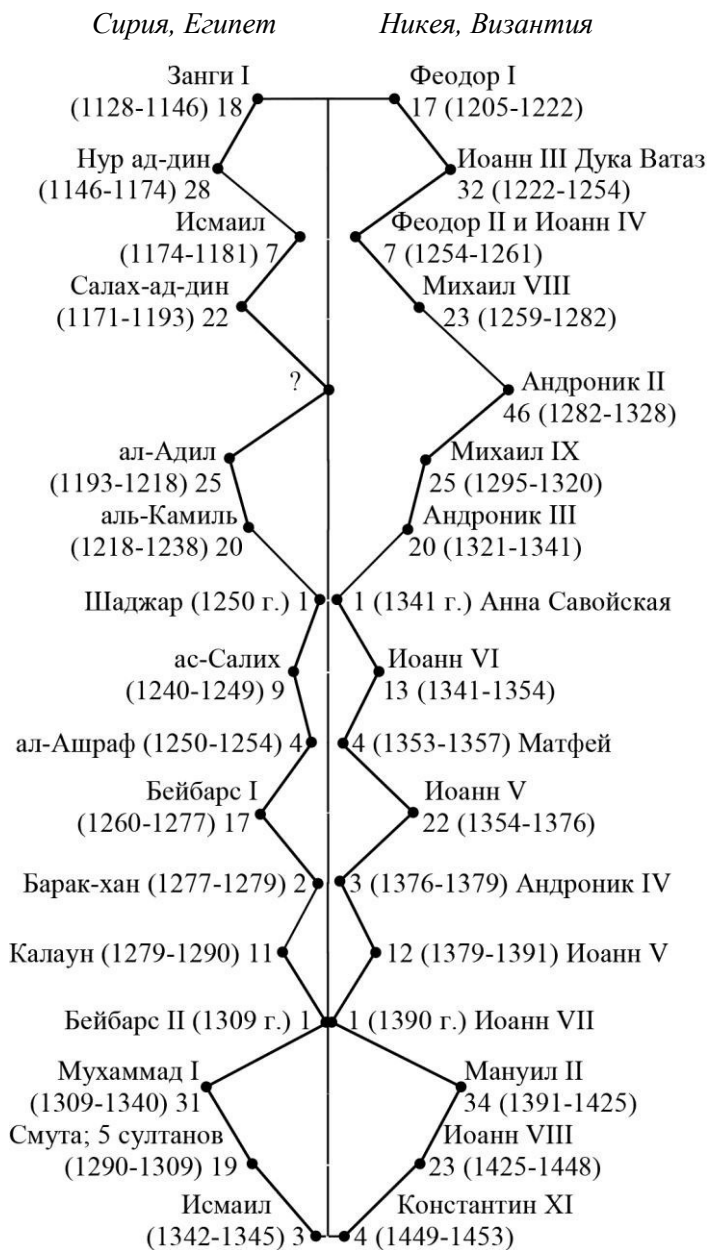 Сирия, Египет Никея, Византия
Занги I Феодор I
(1128-1146) 18 17 (1205-1222)
Нур ад-дин Иоанн III Дука Ватаз
(1146-1174) 28 32 (1222-1254)
Исмаил Феодор II и Иоанн IV
(1174-1181) 7 7 (1254-1261)
Салах-ад-дин Михаил VIII
(1171-1193) 22 23 (1259-1282)
? Андроник II
46 (1282-1328)
ал-Адил Михаил IX
(1193-1218) 25 25 (1295-1320)
аль-Камиль Андроник III
(1218-1238) 20 20 (1321-1341)
Шаджар (1250 г.) 1 1 (1341 г.) Анна Савойская
ас-Салих Иоанн VI
(1240-1249) 9 13 (1341-1354)
ал-Ашраф (1250-1254) 4 4 (1353-1357) Матфей
Бейбарс I Иоанн V
(1260-1277) 17 22 (1354-1376)
Барак-хан (1277-1279) 2 3 (1376-1379) Андроник IV
Калаун (1279-1290) 11 12 (1379-1391) Иоанн V
Бейбарс II (1309 г.) 1 1 (1390 г.) Иоанн VII
Мухаммад I Мануил II
(1309-1340) 31 34 (1391-1425)
Смута; 5 султанов Иоанн VIII
(1290-1309) 19 23 (1425-1448)
Исмаил Константин XI
(1342-1345) 3 4 (1449-1453)